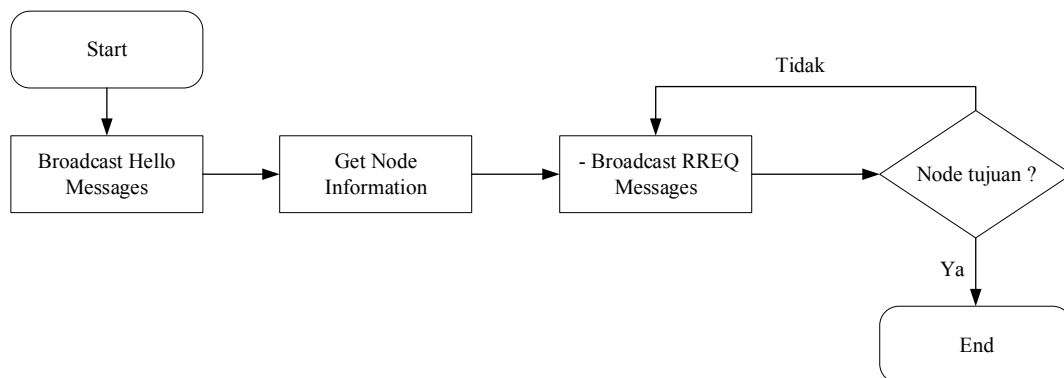 Start
Tidak
Broadcast Hello
Messages
Get Node
Information
- Broadcast RREQ
Messages
Node tujuan ?
Ya
End